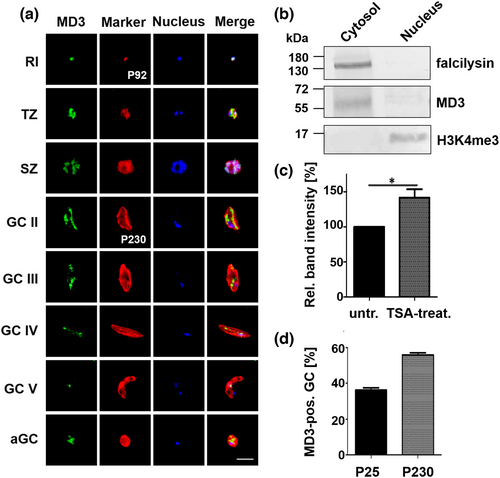 (a) MD3 Marker Nucleus Merge
RI
P92
TZ
SZ
GC II
P230
GC III
GC IV
GC V
aGC
(b) Cytosol Nucleus
kDa
180
130
falcilysin
72
55
MD3
17
H3K4me3
(c)
Rel. band intensity [%]
150
100
50
0
*
untr. TSA-treat.
(d)
MD3-pos. GC [%]
60
40
20
0
P25 P230